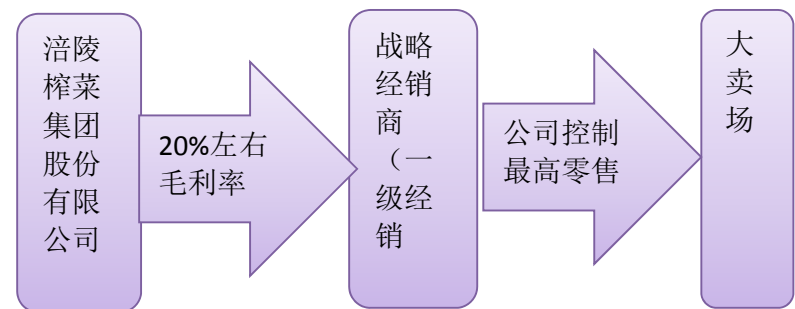 涪陵
榨菜
集团
股份
有限
公司
20%左右
毛利率
战略
经销
商
（一
级经
销
公司控制
最高零售
大
卖
场